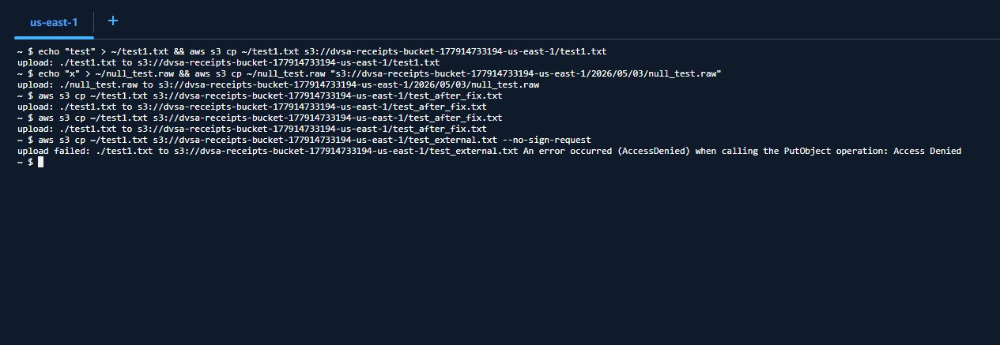 us-east-1 +
~ $ echo "test" > ~/test1.txt && aws s3 cp ~/test1.txt s3://dvsa-receipts-bucket-177914733194-us-east-1/test1.txt
upload: ./test1.txt to s3://dvsa-receipts-bucket-177914733194-us-east-1/test1.txt
~ $ echo "x" > ~/null_test.raw && aws s3 cp ~/null_test.raw "s3://dvsa-receipts-bucket-177914733194-us-east-1/2026/05/03/null_test.raw"
upload: ./null_test.raw to s3://dvsa-receipts-bucket-177914733194-us-east-1/2026/05/03/null_test.raw
~ $ aws s3 cp ~/test1.txt s3://dvsa-receipts-bucket-177914733194-us-east-1/test_after_fix.txt
upload: ./test1.txt to s3://dvsa-receipts-bucket-177914733194-us-east-1/test_after_fix.txt
~ $ aws s3 cp ~/test1.txt s3://dvsa-receipts-bucket-177914733194-us-east-1/test_after_fix.txt
upload: ./test1.txt to s3://dvsa-receipts-bucket-177914733194-us-east-1/test_after_fix.txt
~ $ aws s3 cp ~/test1.txt s3://dvsa-receipts-bucket-177914733194-us-east-1/test_external.txt --no-sign-request
upload failed: ./test1.txt to s3://dvsa-receipts-bucket-177914733194-us-east-1/test_external.txt An error occurred (AccessDenied) when calling the PutObject operation: Access Denied
~ $